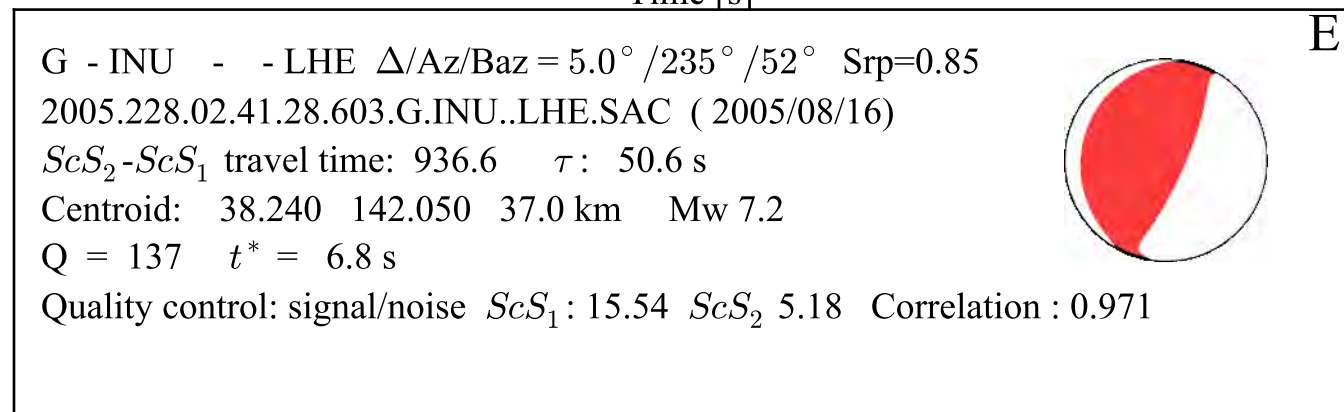 Time [s]
E
G - INU - - LHE Δ/Az/Baz = 5.0° /235° /52° Srp=0.85
2005.228.02.41.28.603.G.INU..LHE.SAC ( 2005/08/16)
ScS₂-ScS₁ travel time: 936.6 τ : 50.6 s
Centroid: 38.240 142.050 37.0 km Mw 7.2
Q = 137 t* = 6.8 s
Quality control: signal/noise ScS₁ : 15.54 ScS₂ 5.18 Correlation : 0.971